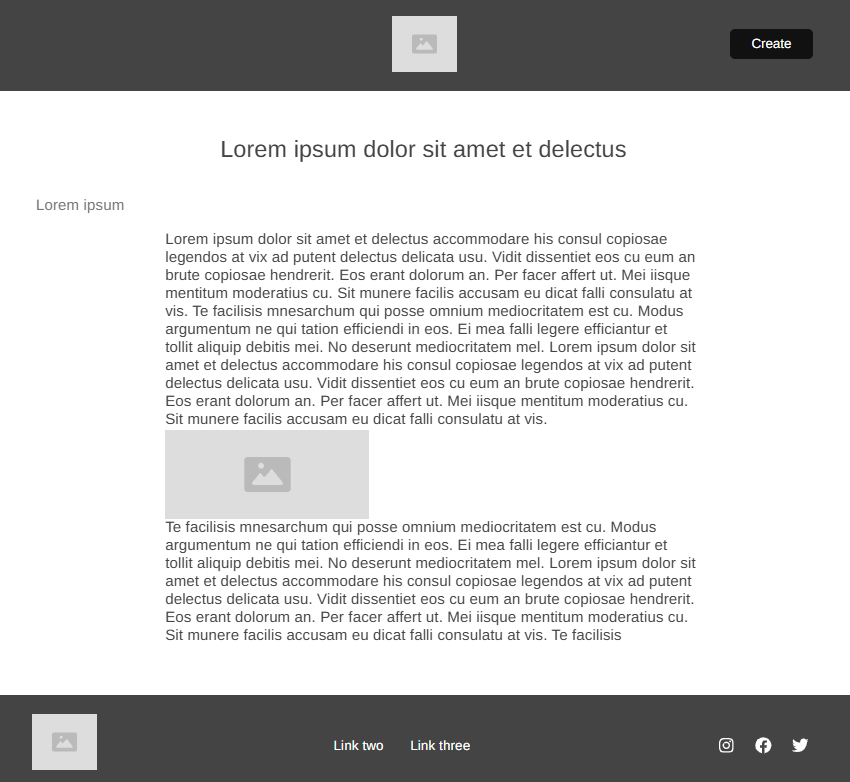 Create
Lorem ipsum dolor sit amet et delectus
Lorem ipsum
Lorem ipsum dolor sit amet et delectus accommodare his consul copiosae
legendos at vix ad putent delectus delicata usu. Vidit dissentiet eos cu eum an
brute copiosae hendrerit. Eos erant dolorum an. Per facer affert ut. Mei iisque
mentitum moderatius cu. Sit munere facilis accusam eu dicat falli consulatu at
vis. Te facilisis mnesarchum qui posse omnium mediocritatem est cu. Modus
argumentum ne qui tation efficiendi in eos. Ei mea falli legere efficiantur et
tollit aliquip debitis mei. No deserunt mediocritatem mel. Lorem ipsum dolor sit
amet et delectus accommodare his consul copiosae legendos at vix ad putent
delectus delicata usu. Vidit dissentiet eos cu eum an brute copiosae hendrerit.
Eos erant dolorum an. Per facer affert ut. Mei iisque mentitum moderatius cu.
Sit munere facilis accusam eu dicat falli consulatu at vis.
Te facilisis mnesarchum qui posse omnium mediocritatem est cu. Modus
argumentum ne qui tation efficiendi in eos. Ei mea falli legere efficiantur et
tollit aliquip debitis mei. No deserunt mediocritatem mel. Lorem ipsum dolor sit
amet et delectus accommodare his consul copiosae legendos at vix ad putent
delectus delicata usu. Vidit dissentiet eos cu eum an brute copiosae hendrerit.
Eos erant dolorum an. Per facer affert ut. Mei iisque mentitum moderatius cu.
Sit munere facilis accusam eu dicat falli consulatu at vis. Te facilisis
Link two
Link three